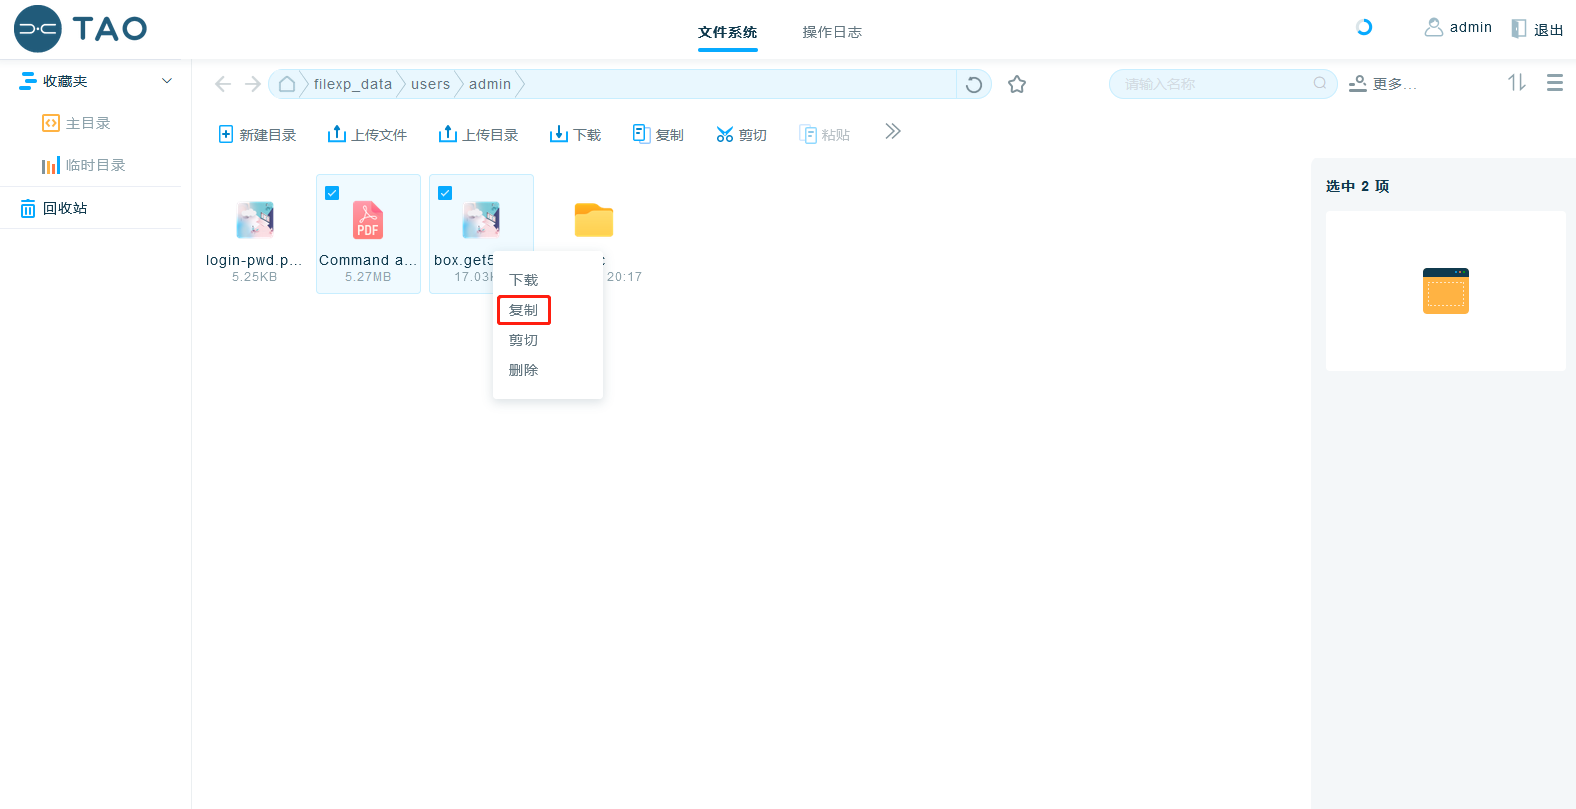 TAO
文件系统
操作日志
admin
退出
收藏夹
主目录
临时目录
回收站
filexp_data
users
admin
请输入名称
更多...
新建目录
上传文件
上传目录
下载
复制
剪切
粘贴
login-pwd.p...
5.25KB
PDF
Command a...
5.27MB
box.get5
17.03K
c
20:17
下载
复制
剪切
删除
选中 2 项